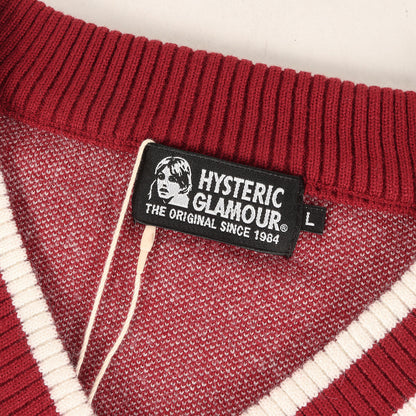 HYSTERIC
GLAMOUR®
THE ORIGINAL SINCE 1984
L